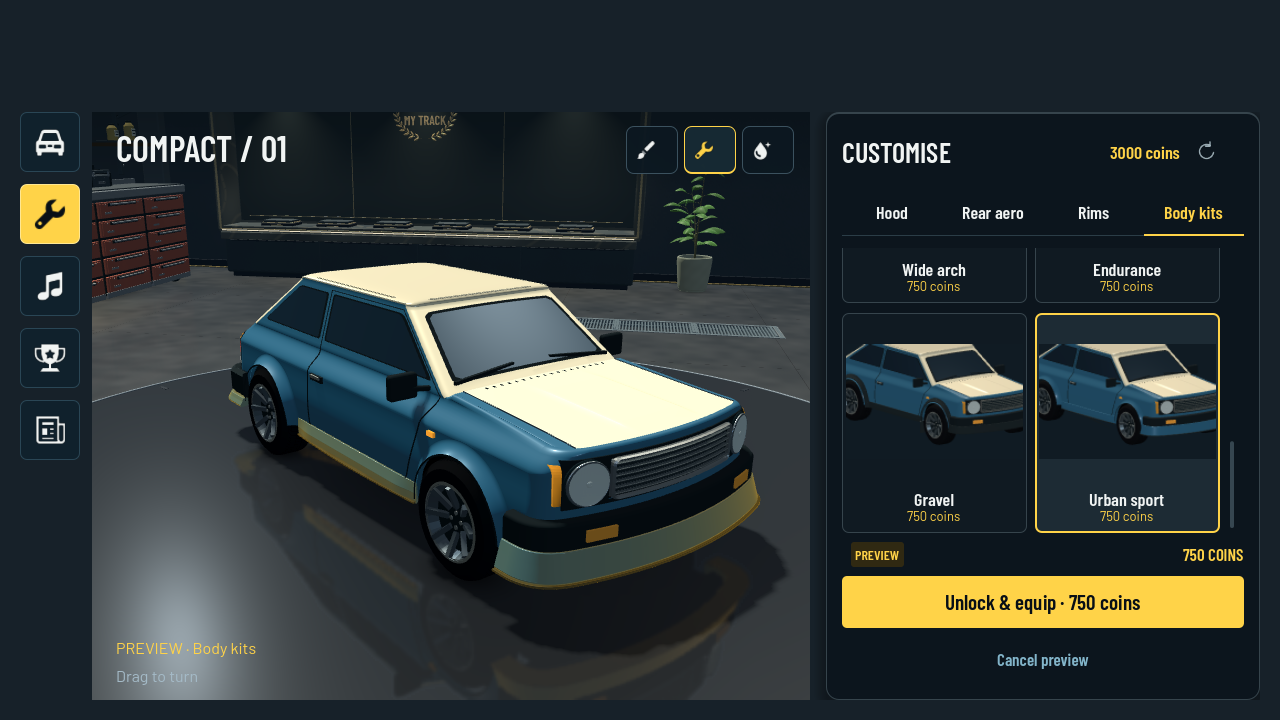 MY TRACK
COMPACT / 01
CUSTOMISE
3000 coins
Hood
Rear aero
Rims
Body kits
Wide arch
750 coins
Endurance
750 coins
Gravel
750 coins
Urban sport
750 coins
PREVIEW
750 COINS
Unlock & equip · 750 coins
Cancel preview
PREVIEW · Body kits
Drag to turn